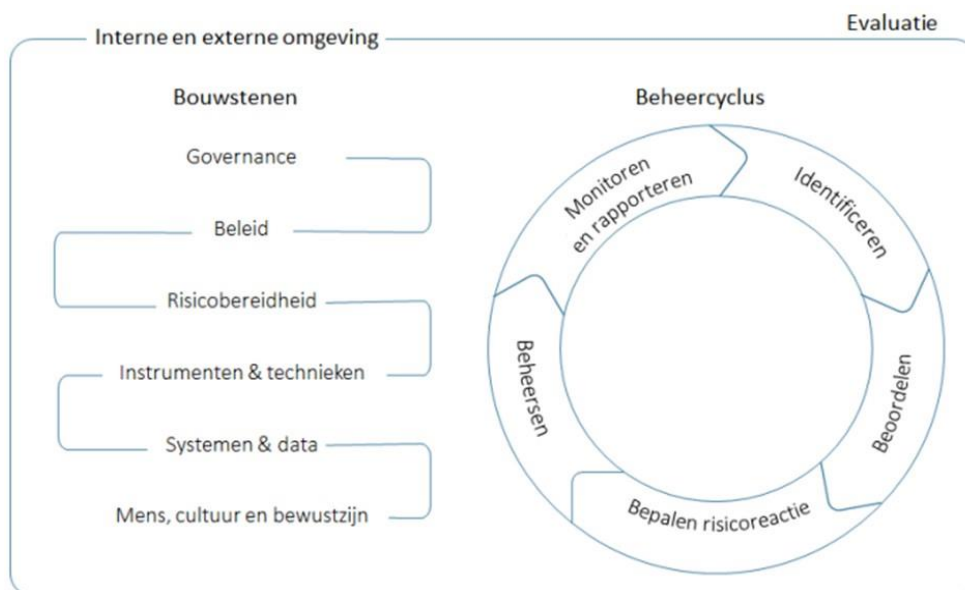 Evaluatie
Interne en externe omgeving
Bouwstenen
Governance
Beleid
Risicobereidheid
Instrumenten & technieken
Systemen & data
Mens, cultuur en bewustzijn
Beheercyclus
Identificeren
Beoordelen
Bepalen risicoreactie
Beheersen
Monitoren
en rapporteren